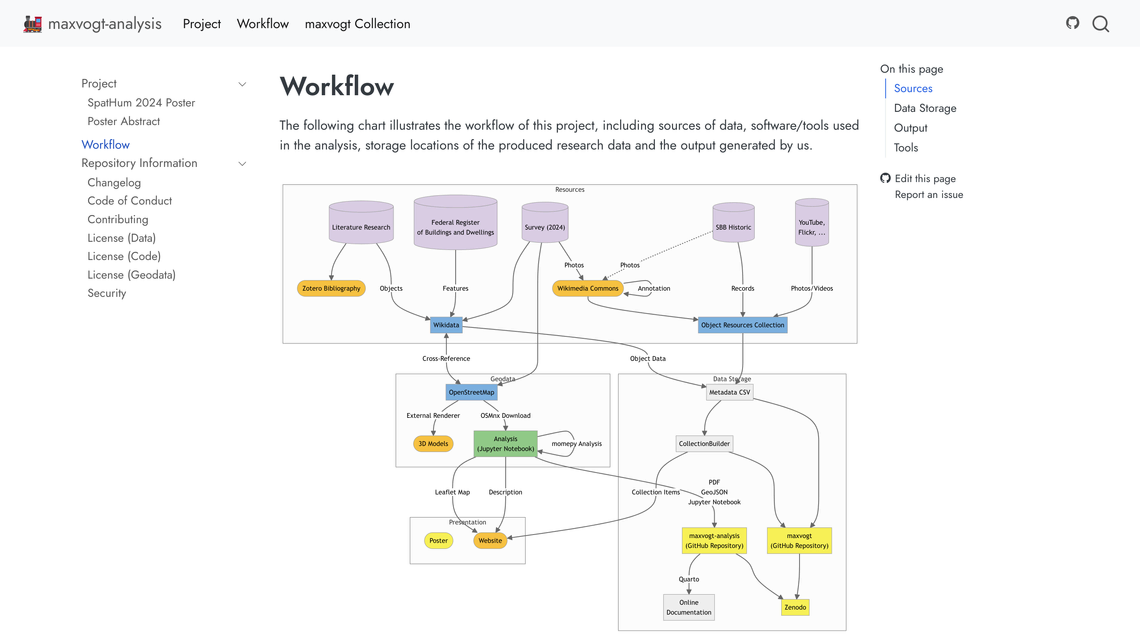 maxvogt-analysis
Project
Workflow
maxvogt Collection
Project
SpatHum 2024 Poster
Poster Abstract
Workflow
Repository Information
Changelog
Code of Conduct
Contributing
License (Data)
License (Code)
License (Geodata)
Security
Workflow
The following chart illustrates the workflow of this project, including sources of data, software/tools used
in the analysis, storage locations of the produced research data and the output generated by us.
Resources
Literature Research
Federal Register
of Buildings and Dwellings
Survey (2024)
SBB Historic
YouTube,
Flickr, ...
Photos
Photos
Zotero Bibliography
Objects
Features
Wikimedia Commons
Annotation
Records
Photos/Videos
Wikidata
Object Resources Collection
Cross-Reference
Object Data
Geodata
Data Storage
OpenStreetMap
Metadata CSV
External Renderer
OSMnx Download
3D Models
Analysis
(Jupyter Notebook)
momepy Analysis
CollectionBuilder
Leaflet Map
Description
Collection Items
PDF
GeoJSON
Jupyter Notebook
Presentation
Poster
Website
maxvogt-analysis
(GitHub Repository)
maxvogt
(GitHub Repository)
Quarto
Online
Documentation
Zenodo
On this page
Sources
Data Storage
Output
Tools
Edit this page
Report an issue